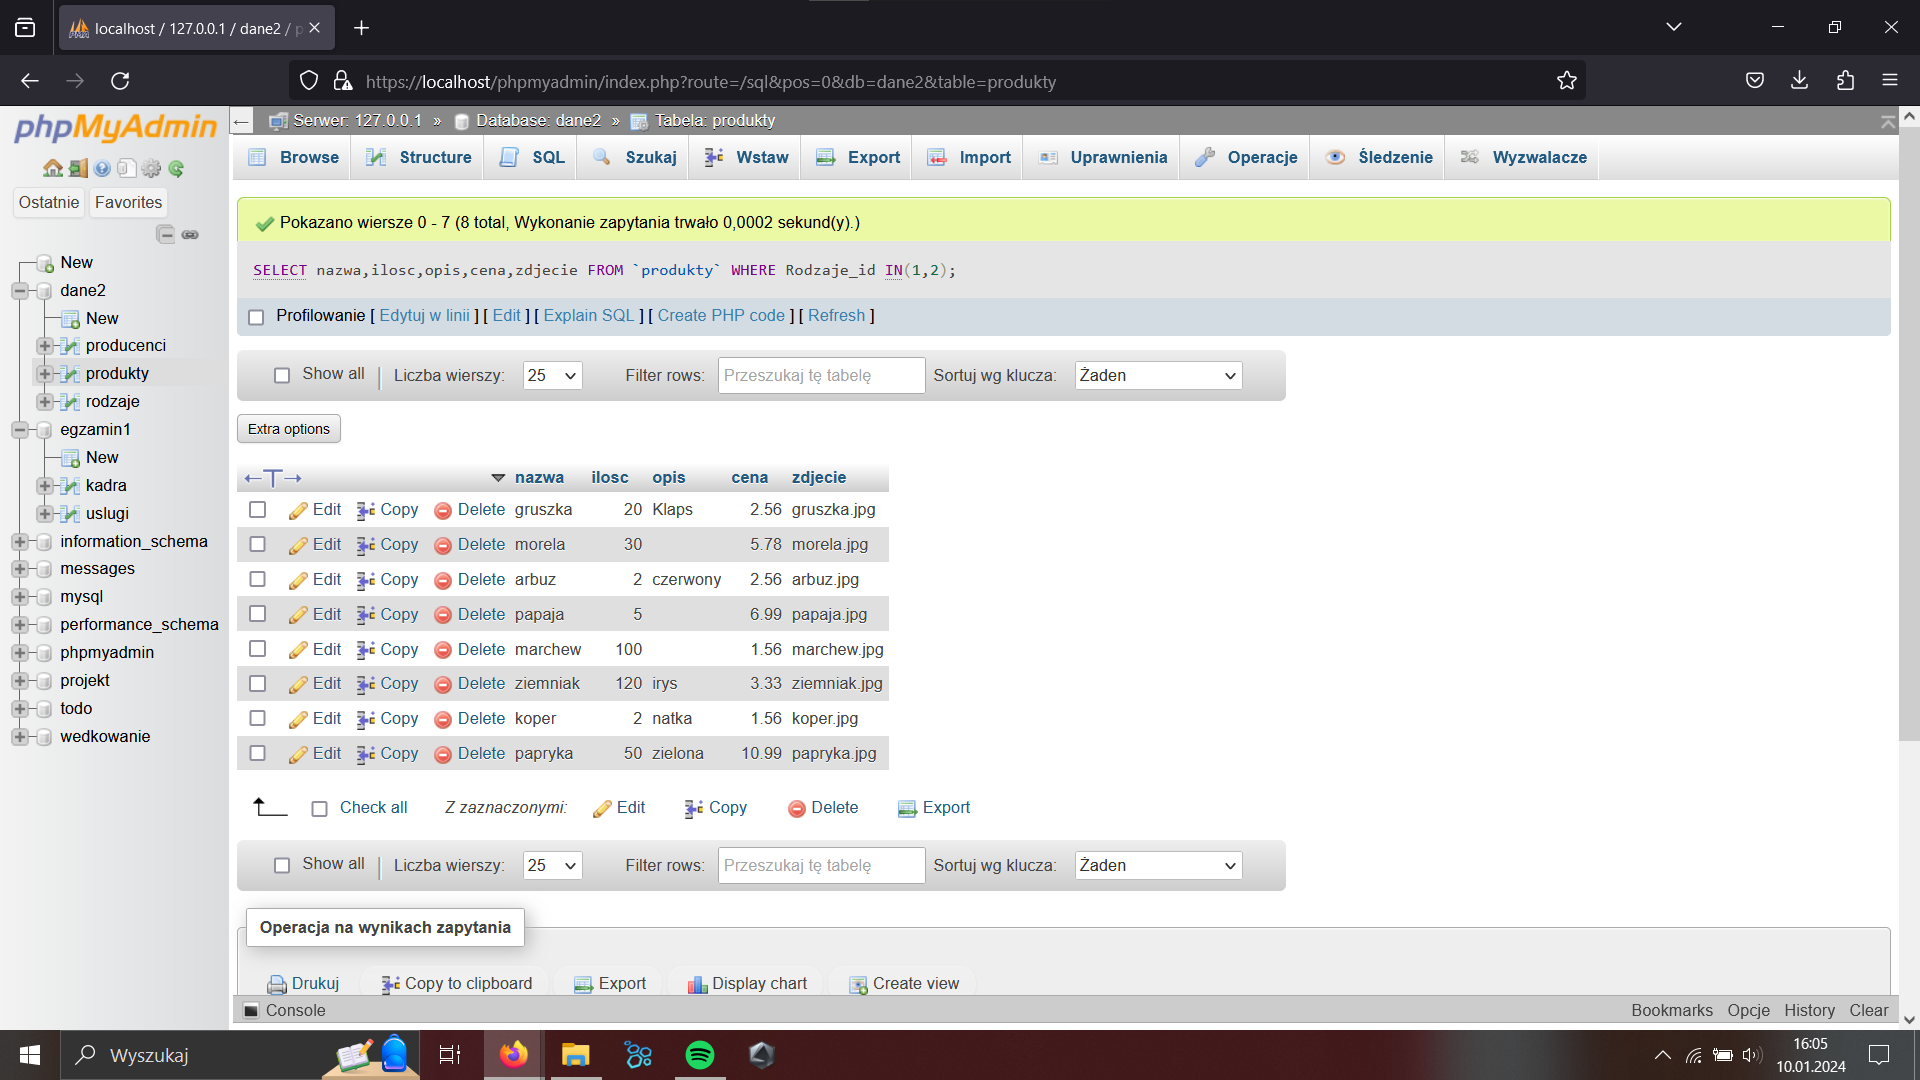 localhost / 127.0.0.1 / dane2 / p
https://localhost/phpmyadmin/index.php?route=/sql&pos=0&db=dane2&table=produkty
phpMyAdmin
Ostatnie Favorites
New
dane2
New
producenci
produkty
rodzaje
egzamin1
New
kadra
uslugi
information_schema
messages
mysql
performance_schema
phpmyadmin
projekt
todo
wedkowanie
Serwer: 127.0.0.1 » Database: dane2 » Tabela: produkty
Browse Structure SQL Szukaj Wstaw Export Import Uprawnienia Operacje Śledzenie Wyzwalacze
Pokazano wiersze 0 - 7 (8 total, Wykonanie zapytania trwało 0,0002 sekund(y).)
SELECT nazwa,ilosc,opis,cena,zdjecie FROM `produkty` WHERE Rodzaje_id IN(1,2);
Profilowanie [ Edytuj w linii ] [ Edit ] [ Explain SQL ] [ Create PHP code ] [ Refresh ]
Show all | Liczba wierszy: 25 Filter rows: Przeszukaj tę tabelę Sortuj wg klucza: Żaden
Extra options
←T→ nazwa ilosc opis cena zdjecie
Edit Copy Delete gruszka 20 Klaps 2.56 gruszka.jpg
Edit Copy Delete morela 30 5.78 morela.jpg
Edit Copy Delete arbuz 2 czerwony 2.56 arbuz.jpg
Edit Copy Delete papaja 5 6.99 papaja.jpg
Edit Copy Delete marchew 100 1.56 marchew.jpg
Edit Copy Delete ziemniak 120 irys 3.33 ziemniak.jpg
Edit Copy Delete koper 2 natka 1.56 koper.jpg
Edit Copy Delete papryka 50 zielona 10.99 papryka.jpg
Check all Z zaznaczonymi: Edit Copy Delete Export
Show all | Liczba wierszy: 25 Filter rows: Przeszukaj tę tabelę Sortuj wg klucza: Żaden
Operacja na wynikach zapytania
Drukuj Copy to clipboard Export Display chart Create view
Console Bookmarks Opcje History Clear
Wyszukaj
16:05
10.01.2024